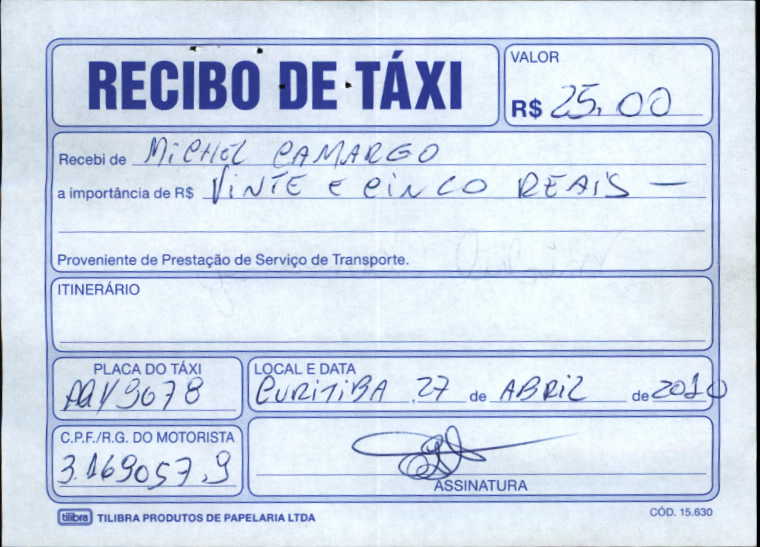 RECIBO DE TÁXI
VALOR
R$ 25,00
Recebi de MICHEL CAMARGO
a importância de R$ VINTE E CINCO REAIS —
Proveniente de Prestação de Serviço de Transporte.
ITINERÁRIO
PLACA DO TÁXI
LOCAL E DATA
AQY9678
CURITIBA 27 de ABRIL de 2010
C.P.F./R.G. DO MOTORISTA
3.169057.9
ASSINATURA
tilibra TILIBRA PRODUTOS DE PAPELARIA LTDA
CÓD. 15.630